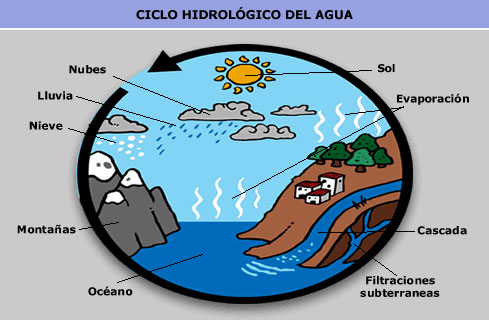 CICLO HIDROLÓGICO DEL AGUA
Nubes
Sol
Lluvia
Evaporación
Nieve
Montañas
Cascada
Océano
Filtraciones
subterraneas